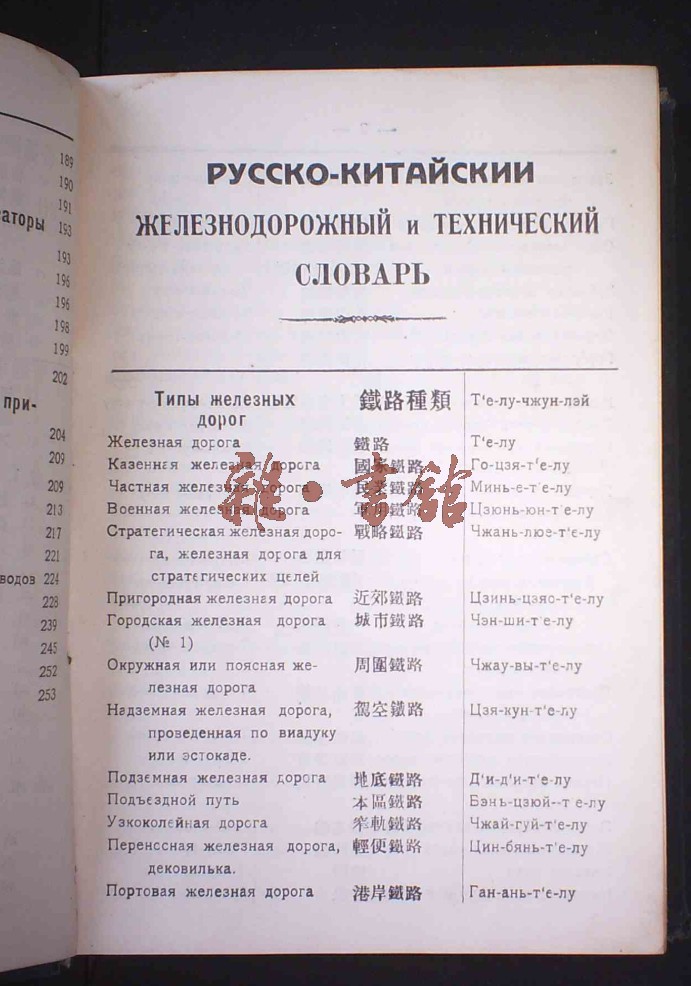 189
190
191
аторы 193
193
196
196
198
199
202
при-
204
209
209
213
217
221
водов 224
228
239
245
252
253
РУССКО-КИТАЙСКИЙ
ЖЕЛЕЗНОДОРОЖНЫЙ и ТЕХНИЧЕСКИЙ
СЛОВАРЬ
Типы железных 鐵路種類 Т'е-лу-чжун-лэй
дорог
Железная дорога 鐵路 Т'е-лу
Казенная железная дорога 國家鐵路 Го-цзя-т'е-лу
Частная железная дорога 民業鐵路 Минь-е-т'е-лу
Военная железная дорога 軍用鐵路 Цзюнь-юн-т'е-лу
Стратегическая железная доро- 戰略鐵路 Чжань-люе-т'е-лу
га, железная дорога для
стратегических целей
Пригородная железная дорога 近郊鐵路 Цзинь-цзяо-т'е-лу
Городская железная дорога 城市鐵路 Чэн-ши-т'е-лу
(№ 1)
Окружная или поясная же- 周圍鐵路 Чжау-вы-т'е-лу
лезная дорога
Надземная железная дорога, 駕空鐵路 Цзя-кун-т'е-лу
проведенная по виадуку
или эстокаде.
Подземная железная дорога 地底鐵路 Д'и-д'и-т'е-лу
Подъездной путь 本區鐵路 Бэнь-цзюй--т е-лу
Узкоколейная дорога 窄軌鐵路 Чжай-гуй-т'е-лу
Переносная железная дорога, 輕便鐵路 Цин-бянь-т'е-лу
дековилька.
Портовая железная дорога 港岸鐵路 Ган-ань-т'е-лу